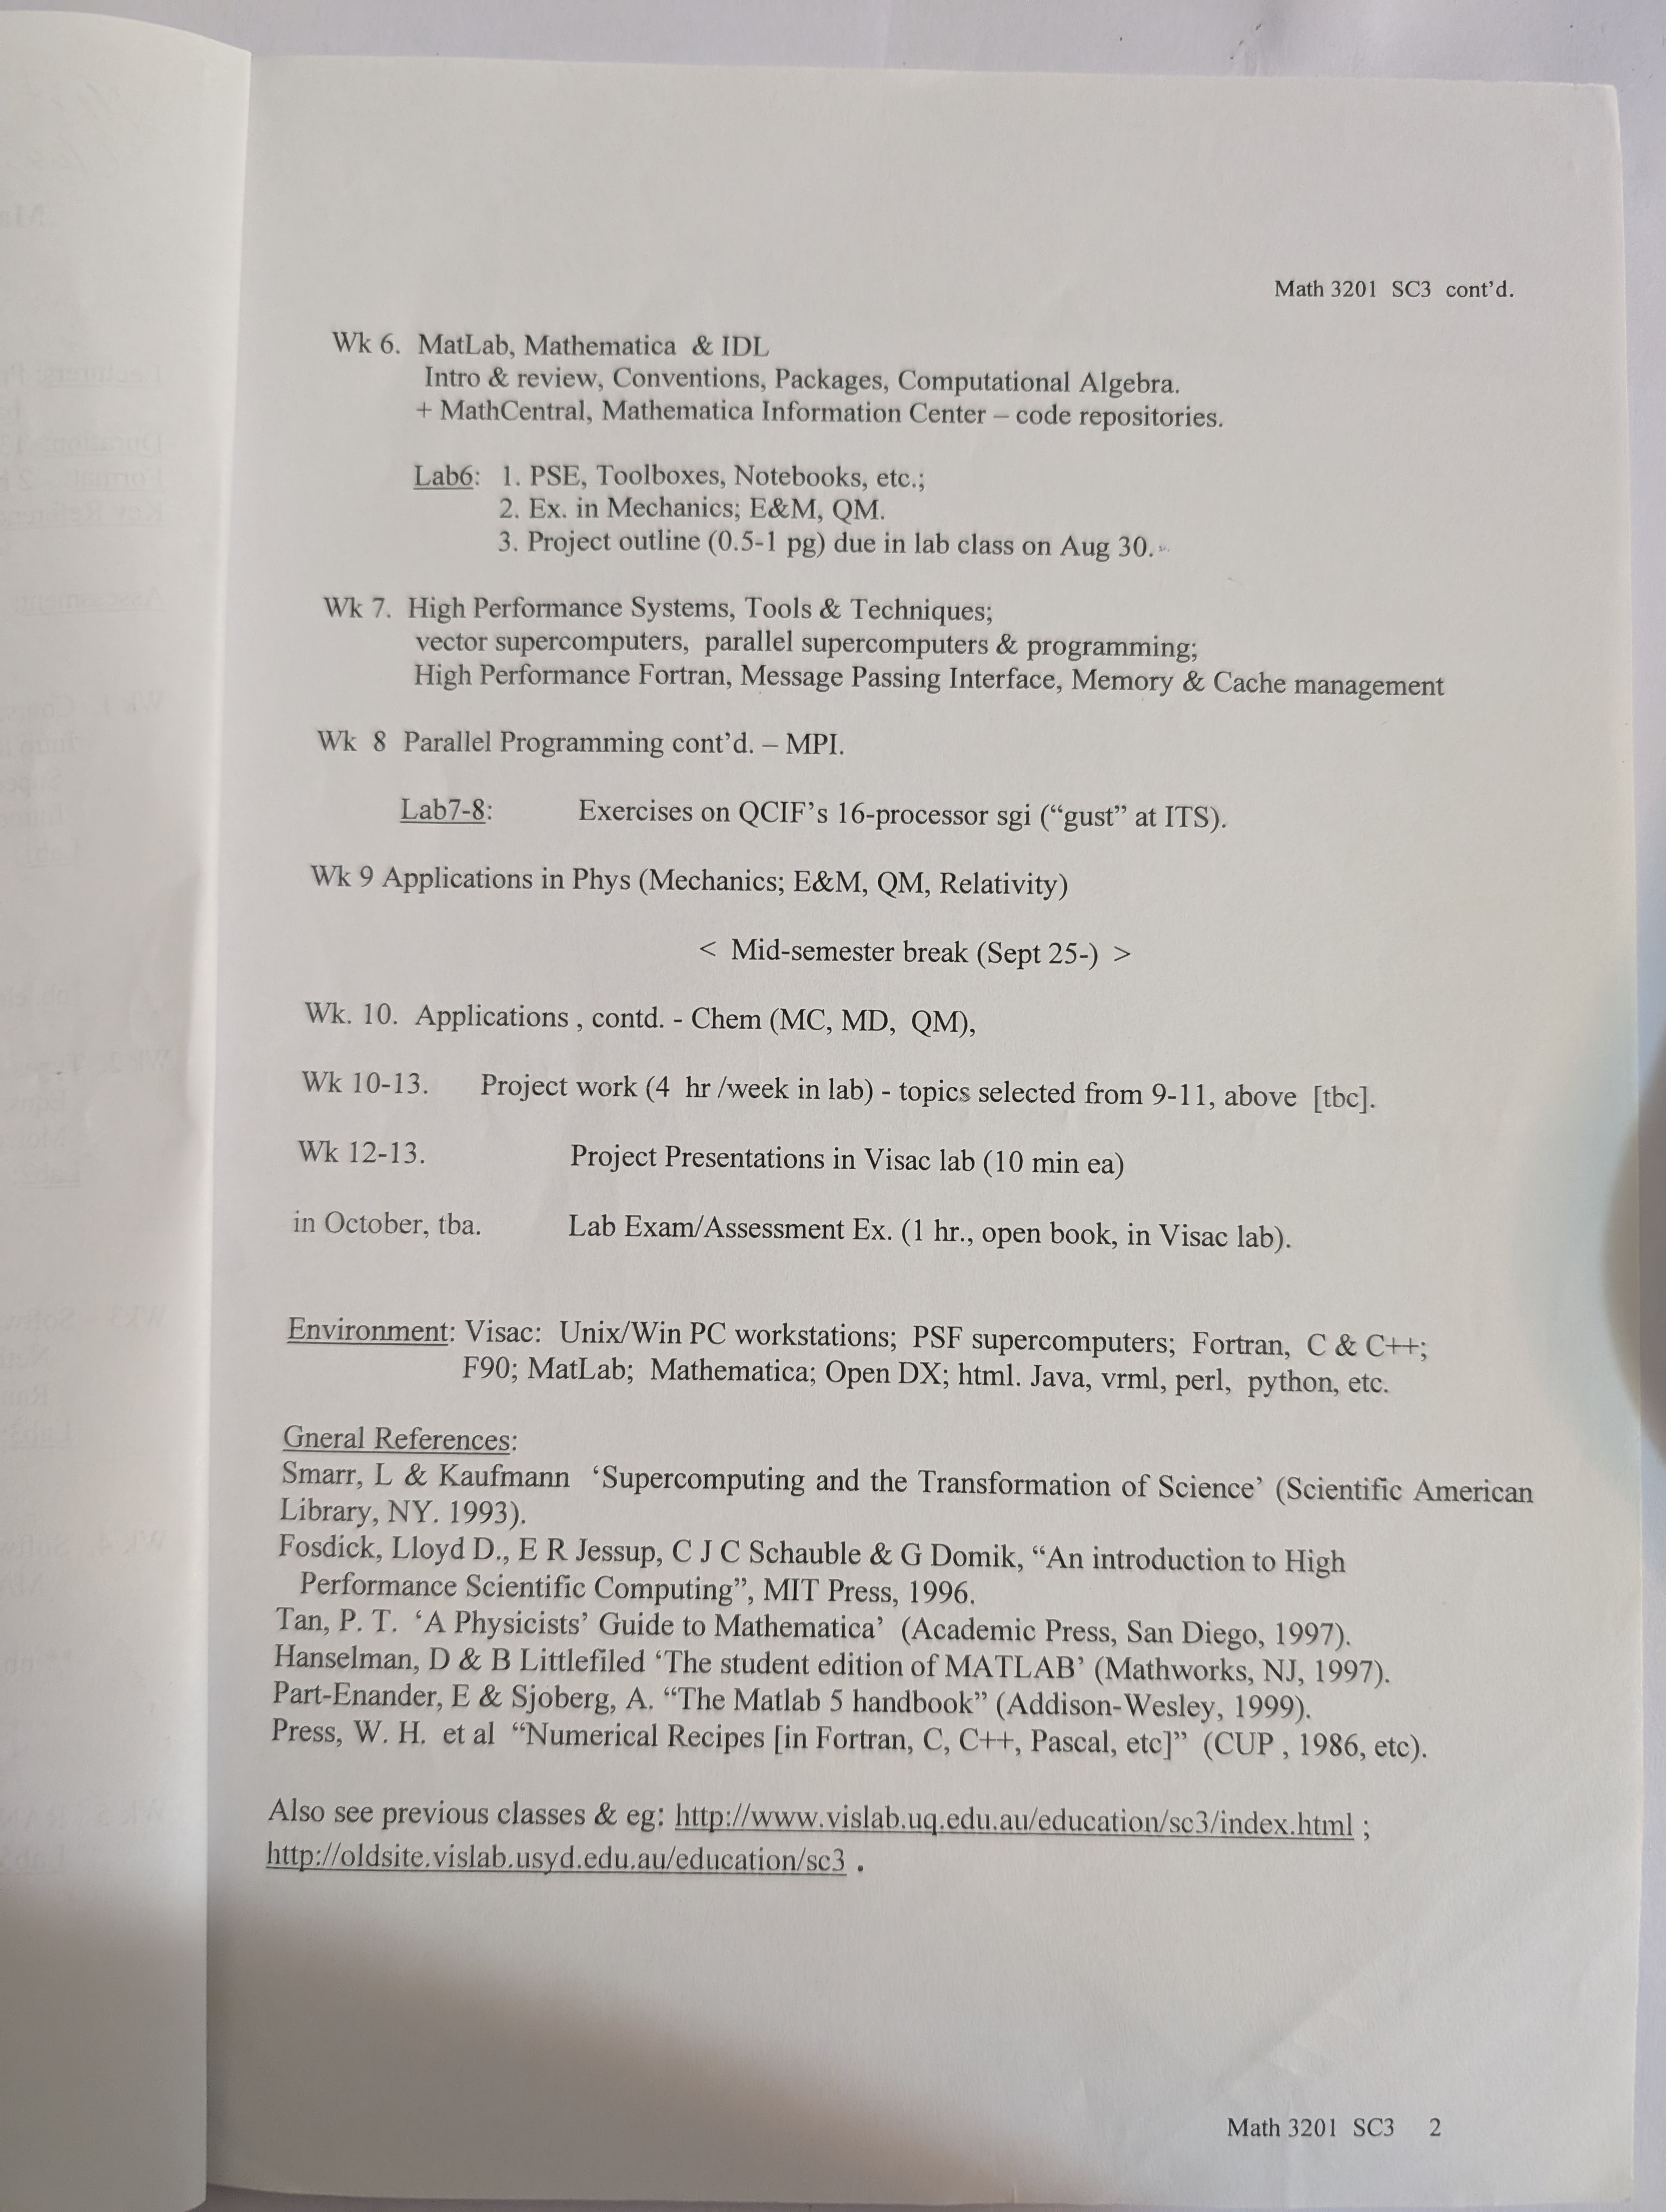 Math 3201 SC3 cont'd.
Wk 6. MatLab, Mathematica & IDL
Intro & review, Conventions, Packages, Computational Algebra.
+ MathCentral, Mathematica Information Center – code repositories.
Lab6: 1. PSE, Toolboxes, Notebooks, etc.;
2. Ex. in Mechanics; E&M, QM.
3. Project outline (0.5-1 pg) due in lab class on Aug 30.
Wk 7. High Performance Systems, Tools & Techniques;
vector supercomputers, parallel supercomputers & programming;
High Performance Fortran, Message Passing Interface, Memory & Cache management
Wk 8 Parallel Programming cont'd. – MPI.
Lab7-8: Exercises on QCIF's 16-processor sgi (“gust” at ITS).
Wk 9 Applications in Phys (Mechanics; E&M, QM, Relativity)
< Mid-semester break (Sept 25-) >
Wk. 10. Applications , contd. - Chem (MC, MD, QM),
Wk 10-13. Project work (4 hr /week in lab) - topics selected from 9-11, above [tbc].
Wk 12-13. Project Presentations in Visac lab (10 min ea)
in October, tba. Lab Exam/Assessment Ex. (1 hr., open book, in Visac lab).
Environment: Visac: Unix/Win PC workstations; PSF supercomputers; Fortran, C & C++;
F90; MatLab; Mathematica; Open DX; html. Java, vrml, perl, python, etc.
Gneral References:
Smarr, L & Kaufmann ‘Supercomputing and the Transformation of Science’ (Scientific American
Library, NY. 1993).
Fosdick, Lloyd D., E R Jessup, C J C Schauble & G Domik, “An introduction to High
Performance Scientific Computing”, MIT Press, 1996.
Tan, P. T. ‘A Physicists’ Guide to Mathematica’ (Academic Press, San Diego, 1997).
Hanselman, D & B Littlefiled ‘The student edition of MATLAB’ (Mathworks, NJ, 1997).
Part-Enander, E & Sjoberg, A. “The Matlab 5 handbook” (Addison-Wesley, 1999).
Press, W. H. et al “Numerical Recipes [in Fortran, C, C++, Pascal, etc]” (CUP , 1986, etc).
Also see previous classes & eg: http://www.vislab.uq.edu.au/education/sc3/index.html ;
http://oldsite.vislab.usyd.edu.au/education/sc3 .
Math 3201 SC3 2